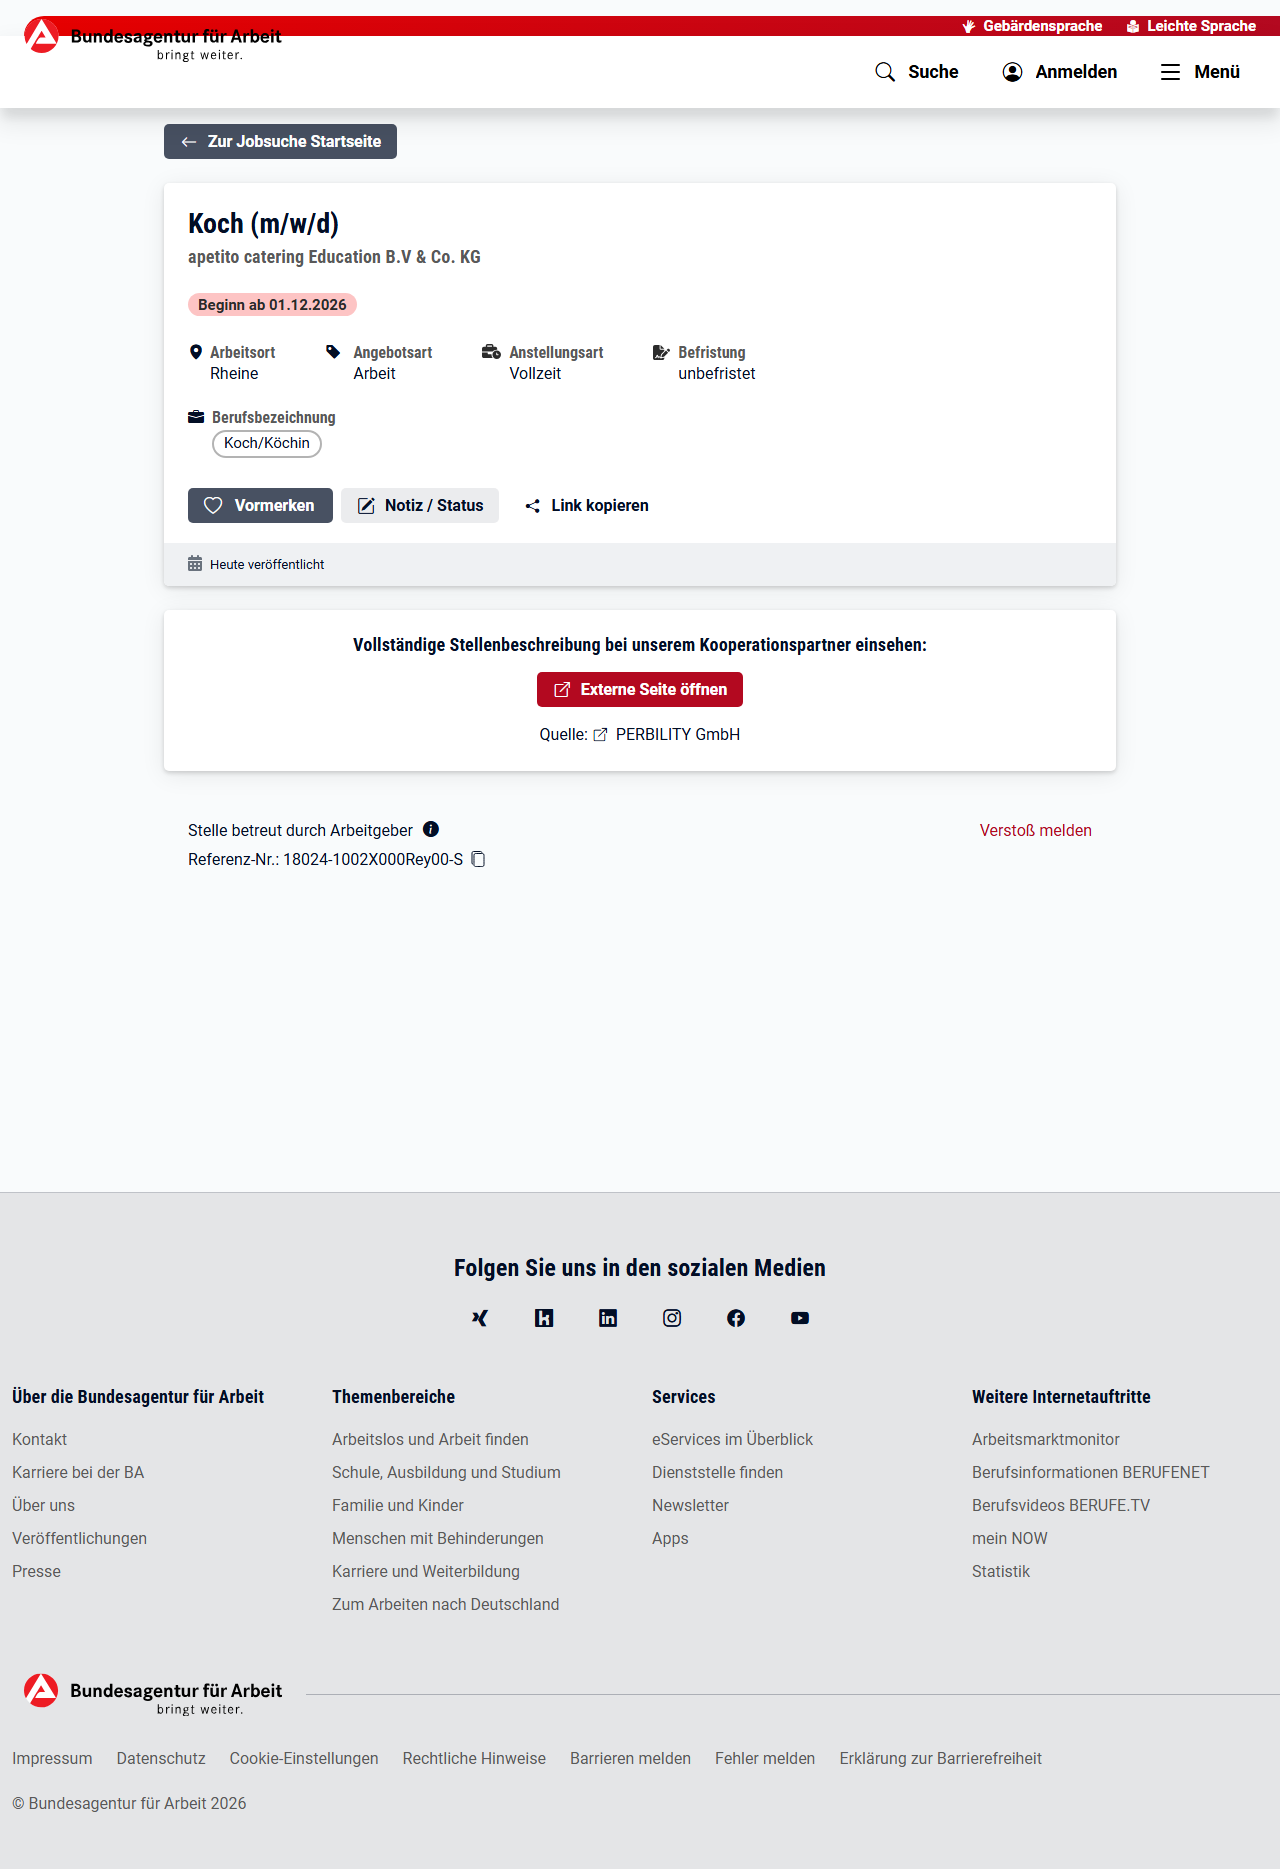 Gebärdensprache
Leichte Sprache
Bundesagentur für Arbeit
bringt weiter.
Suche
Anmelden
Menü
Zur Jobsuche Startseite
Koch (m/w/d)
apetito catering Education B.V & Co. KG
Beginn ab 01.12.2026
Arbeitsort
Rheine
Angebotsart
Arbeit
Anstellungsart
Vollzeit
Befristung
unbefristet
Berufsbezeichnung
Koch/Köchin
Vormerken
Notiz / Status
Link kopieren
Heute veröffentlicht
Vollständige Stellenbeschreibung bei unserem Kooperationspartner einsehen:
Externe Seite öffnen
Quelle: PERBILITY GmbH
Stelle betreut durch Arbeitgeber
Verstoß melden
Referenz-Nr.: 18024-1002X000Rey00-S
Folgen Sie uns in den sozialen Medien
Über die Bundesagentur für Arbeit
Kontakt
Karriere bei der BA
Über uns
Veröffentlichungen
Presse
Themenbereiche
Arbeitslos und Arbeit finden
Schule, Ausbildung und Studium
Familie und Kinder
Menschen mit Behinderungen
Karriere und Weiterbildung
Zum Arbeiten nach Deutschland
Services
eServices im Überblick
Dienststelle finden
Newsletter
Apps
Weitere Internetauftritte
Arbeitsmarktmonitor
Berufsinformationen BERUFENET
Berufsvideos BERUFE.TV
mein NOW
Statistik
Bundesagentur für Arbeit
bringt weiter.
Impressum Datenschutz Cookie-Einstellungen Rechtliche Hinweise Barrieren melden Fehler melden Erklärung zur Barrierefreiheit
© Bundesagentur für Arbeit 2026